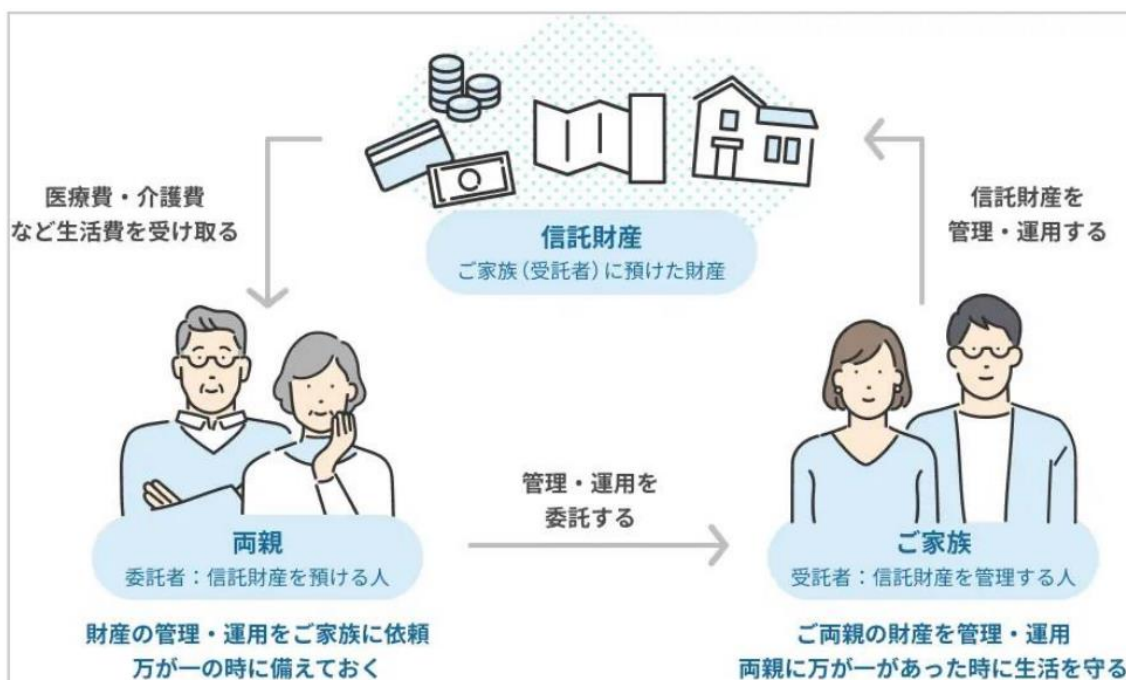 医療費・介護費
など生活費を受け取る
信託財産
ご家族（受託者）に預けた財産
信託財産を
管理・運用する
管理・運用を
委託する
両親
委託者：信託財産を預ける人
財産の管理・運用をご家族に依頼
万が一の時に備えておく
ご家族
受託者：信託財産を管理する人
ご両親の財産を管理・運用
両親に万が一があった時に生活を守る